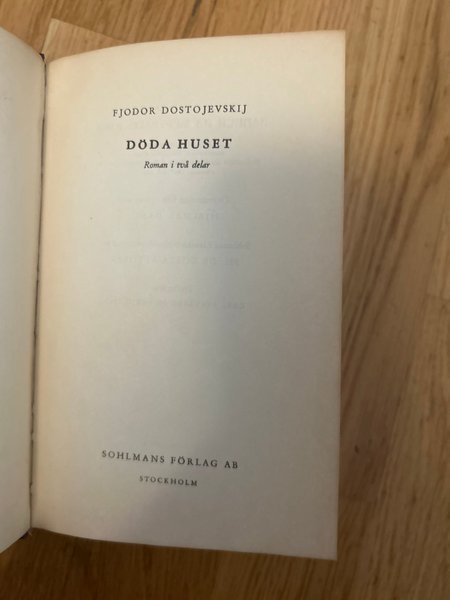 FJODOR DOSTOJEVSKIJ
DÖDA HUSET
Roman i två delar
SOHLMANS FÖRLAG AB
STOCKHOLM